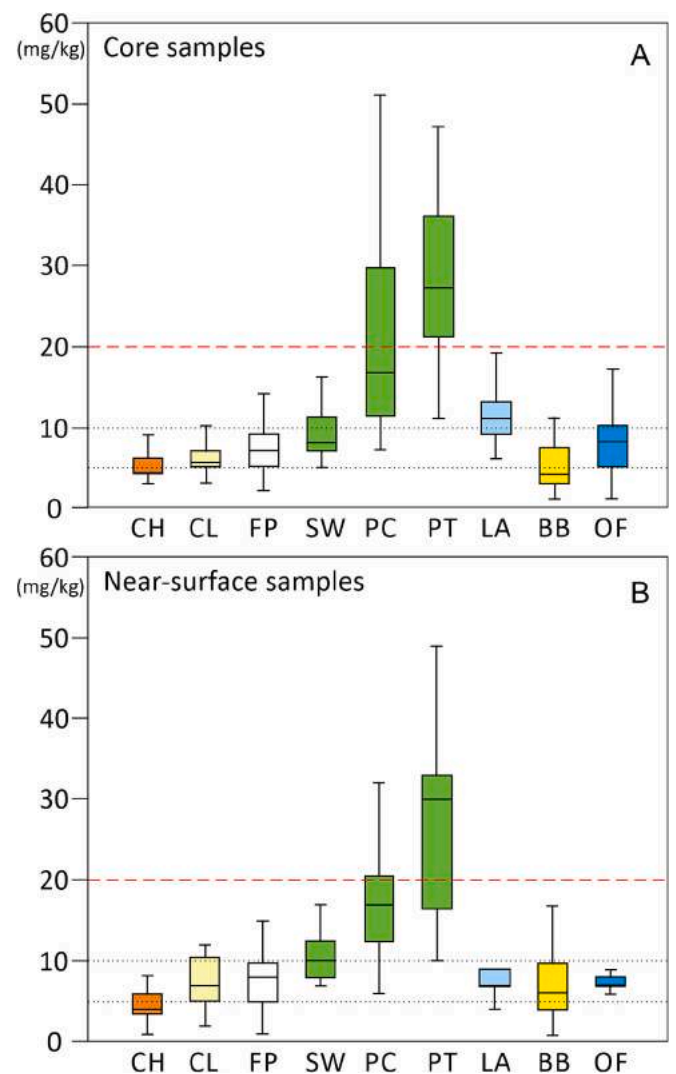 60
(mg/kg)
Core samples
A
50
40
30
20
10
0
CH CL FP SW PC PT LA BB OF
60
(mg/kg)
Near-surface samples
B
50
40
30
20
10
0
CH CL FP SW PC PT LA BB OF